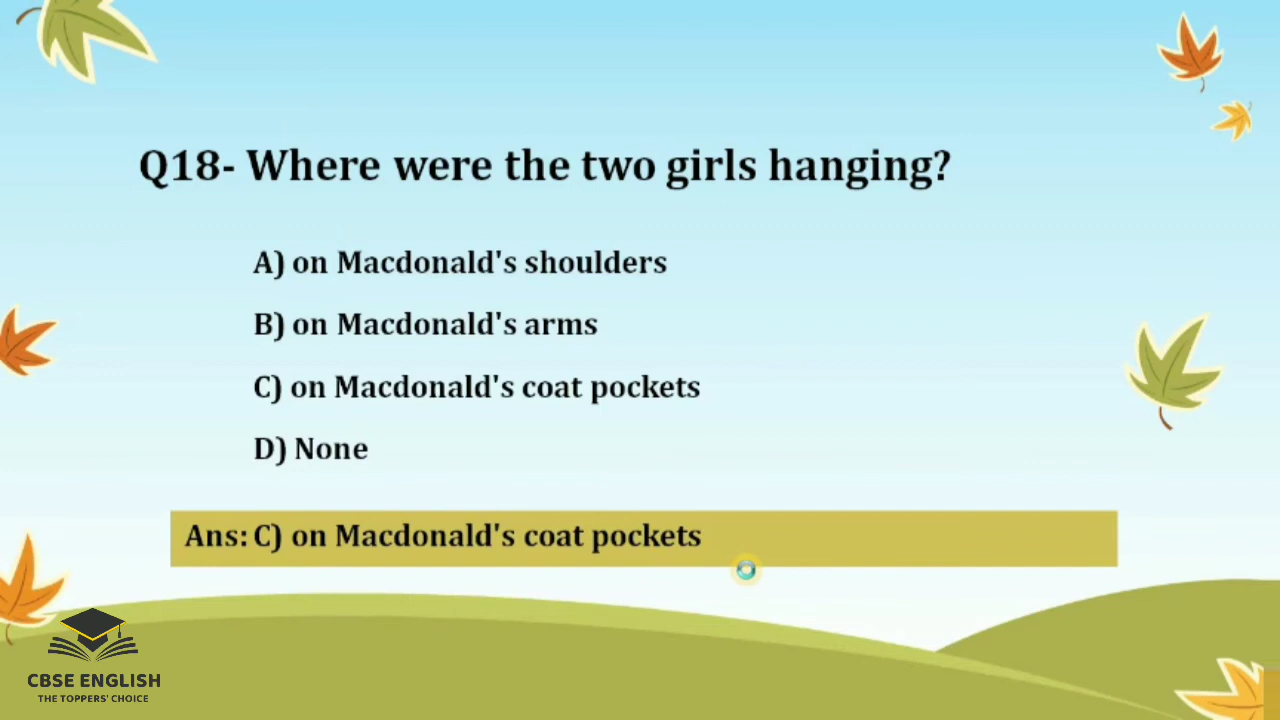 Q18- Where were the two girls hanging?
A) on Macdonald's shoulders
B) on Macdonald's arms
C) on Macdonald's coat pockets
D) None
Ans: C) on Macdonald's coat pockets
CBSE ENGLISH
THE TOPPERS' CHOICE